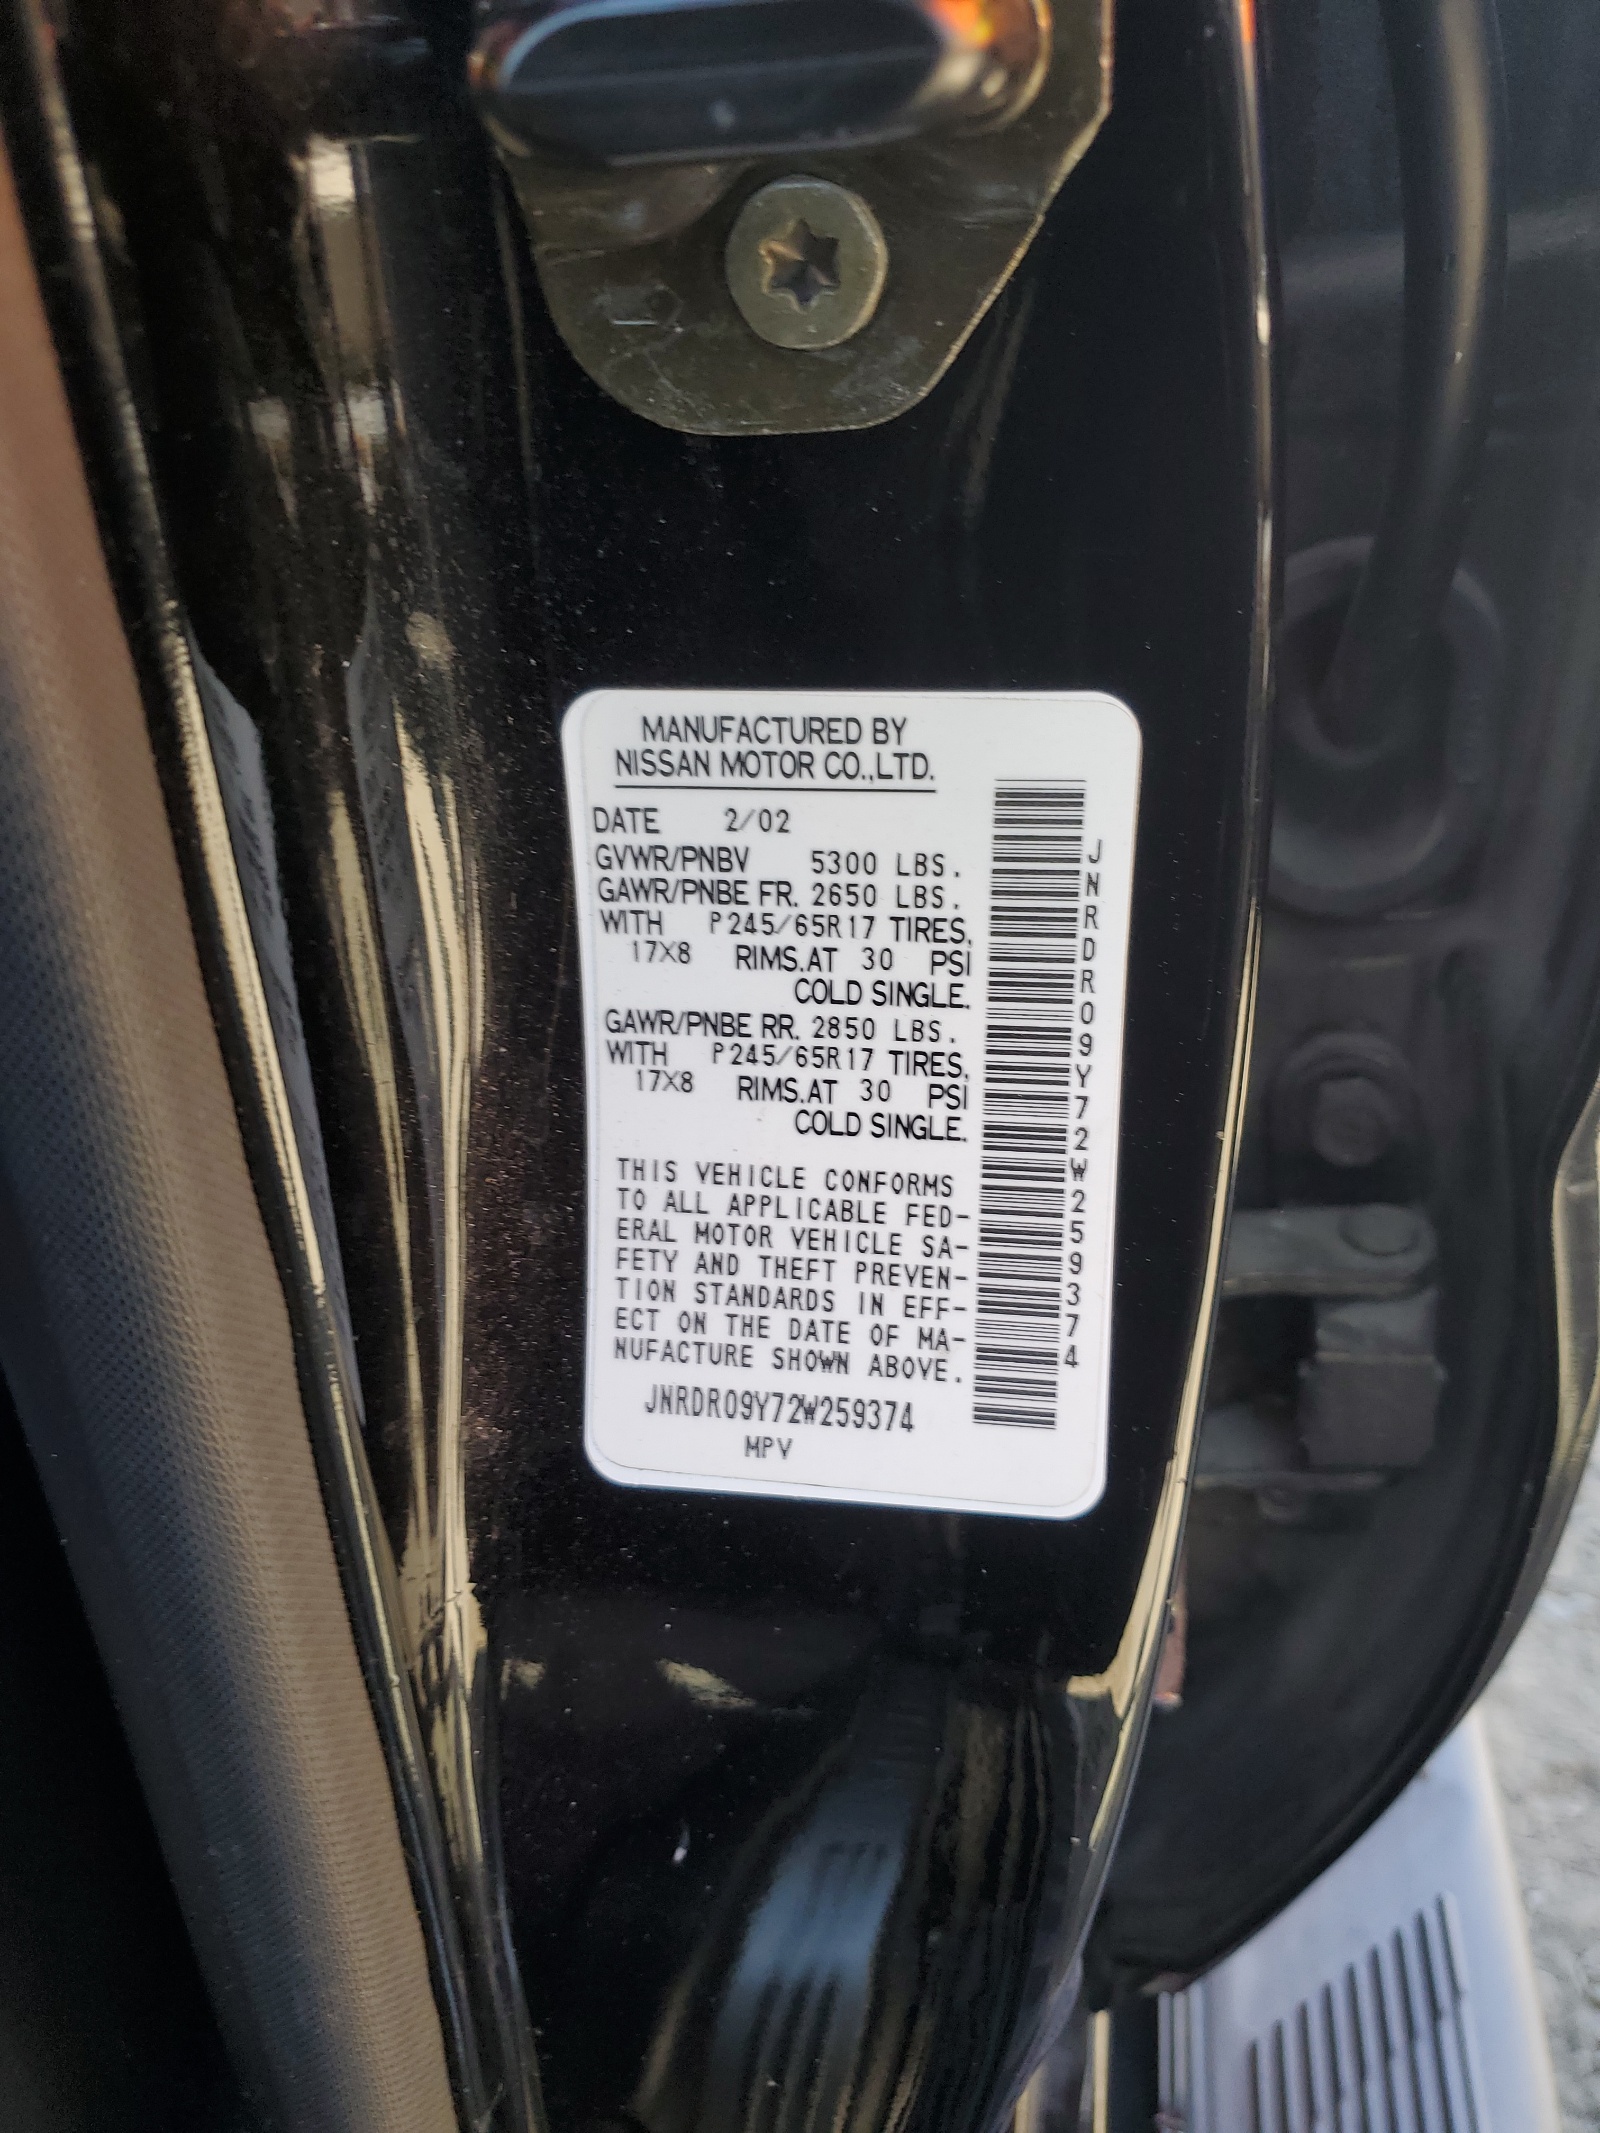 MANUFACTURED BY
NISSAN MOTOR CO.,LTD.
DATE 2/02
GVWR/PNBV 5300 LBS.
GAWR/PNBE FR. 2650 LBS.
WITH P245/65R17 TIRES,
17X8 RIMS.AT 30 PSI
COLD SINGLE.
GAWR/PNBE RR. 2850 LBS.
WITH P245/65R17 TIRES,
17X8 RIMS.AT 30 PSI
COLD SINGLE.
THIS VEHICLE CONFORMS
TO ALL APPLICABLE FED-
ERAL MOTOR VEHICLE SA-
FETY AND THEFT PREVEN-
TION STANDARDS IN EFF-
ECT ON THE DATE OF MA-
NUFACTURE SHOWN ABOVE.
JNRDR09Y72W259374
MPV
JNRDR09Y72W259374